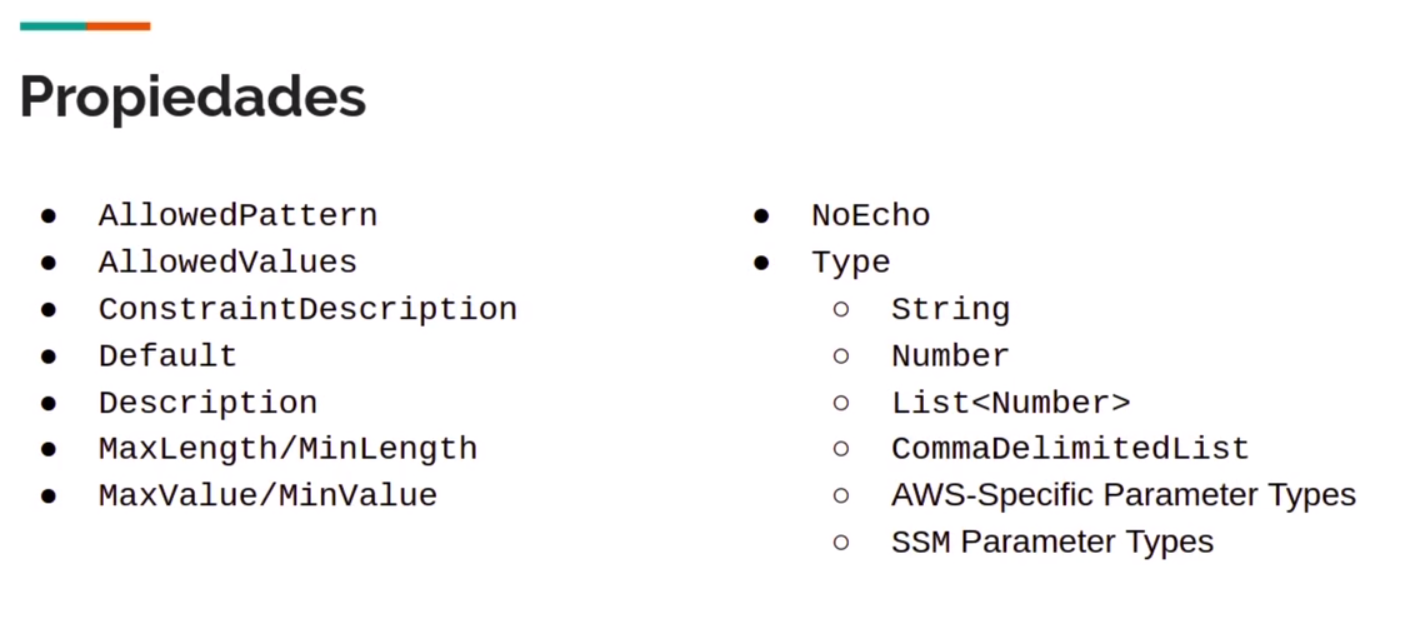 Propiedades
● AllowedPattern
● AllowedValues
● ConstraintDescription
● Default
● Description
● MaxLength/MinLength
● MaxValue/MinValue
● NoEcho
● Type
○ String
○ Number
○ List<Number>
○ CommaDelimitedList
○ AWS-Specific Parameter Types
○ SSM Parameter Types